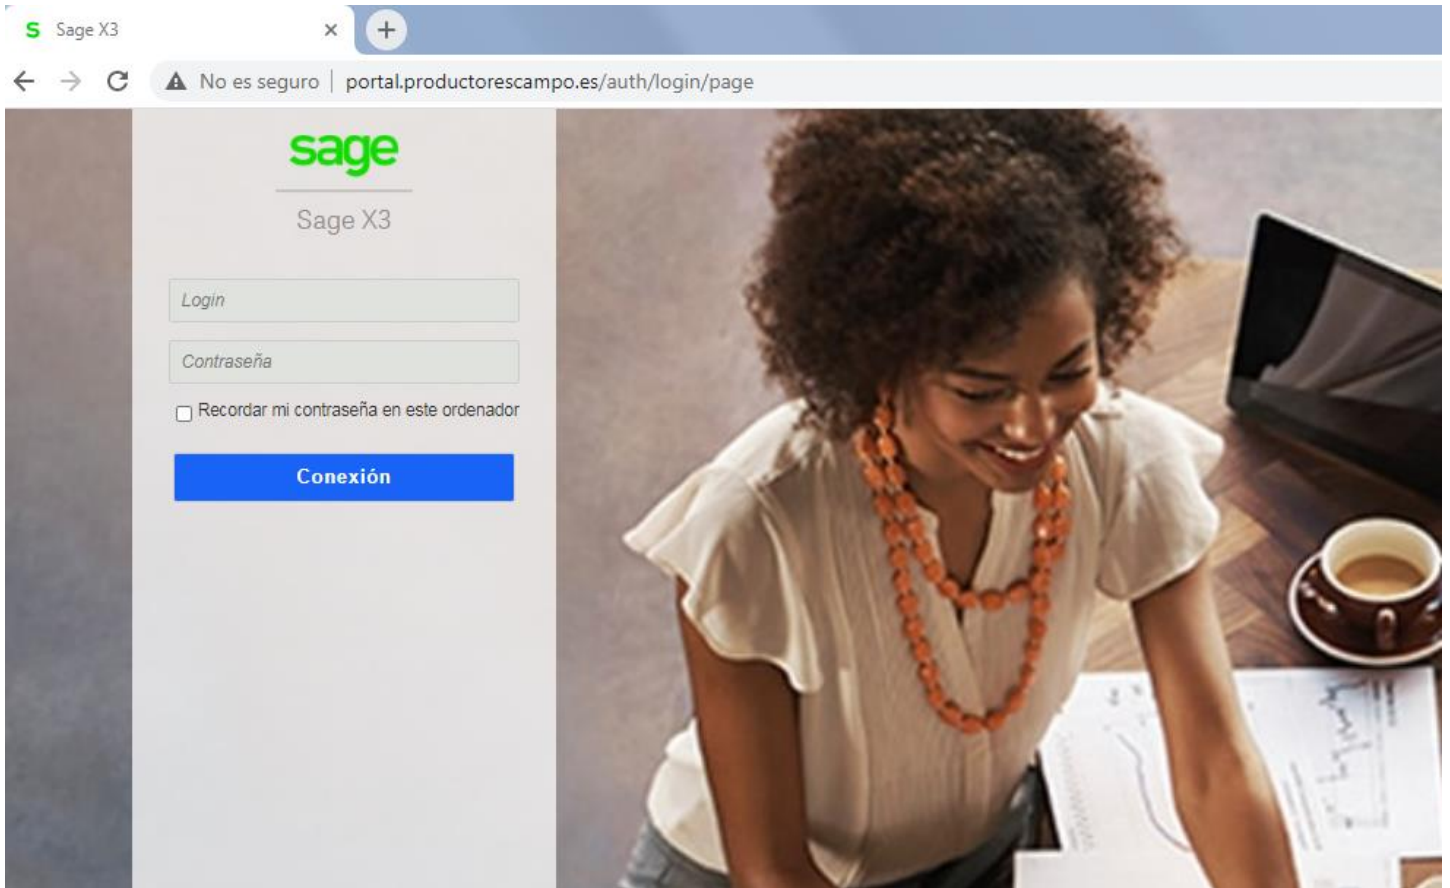 S Sage X3
No es seguro | portal.productorescampo.es/auth/login/page
sage
Sage X3
Login
Contraseña
Recordar mi contraseña en este ordenador
Conexión